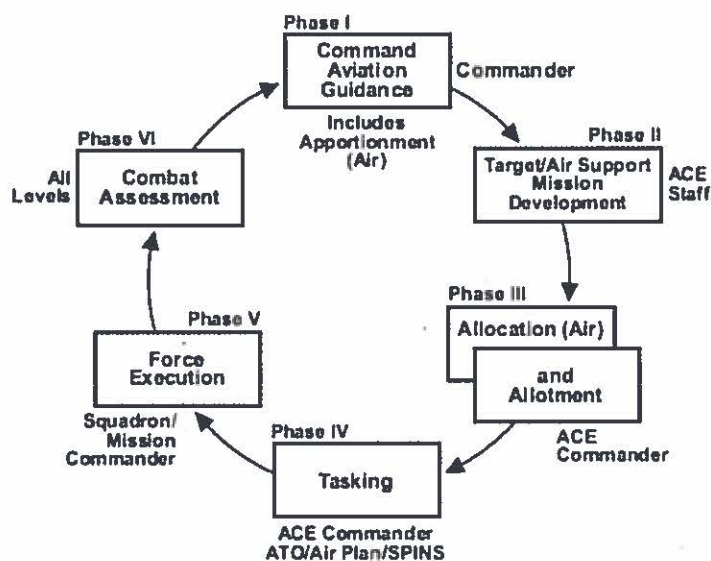 Phase I
Command
Aviation
Guidance
Commander
Includes
Apportionment
(Air)
Phase II
Target/Air Support
Mission
Development
ACE
Staff
Phase III
Allocation (Air)
and
Allotment
ACE
Commander
Phase IV
Tasking
ACE Commander
ATO/Air Plan/SPINS
Phase V
Force
Execution
Squadron/
Mission
Commander
Phase VI
All
Levels
Combat
Assessment